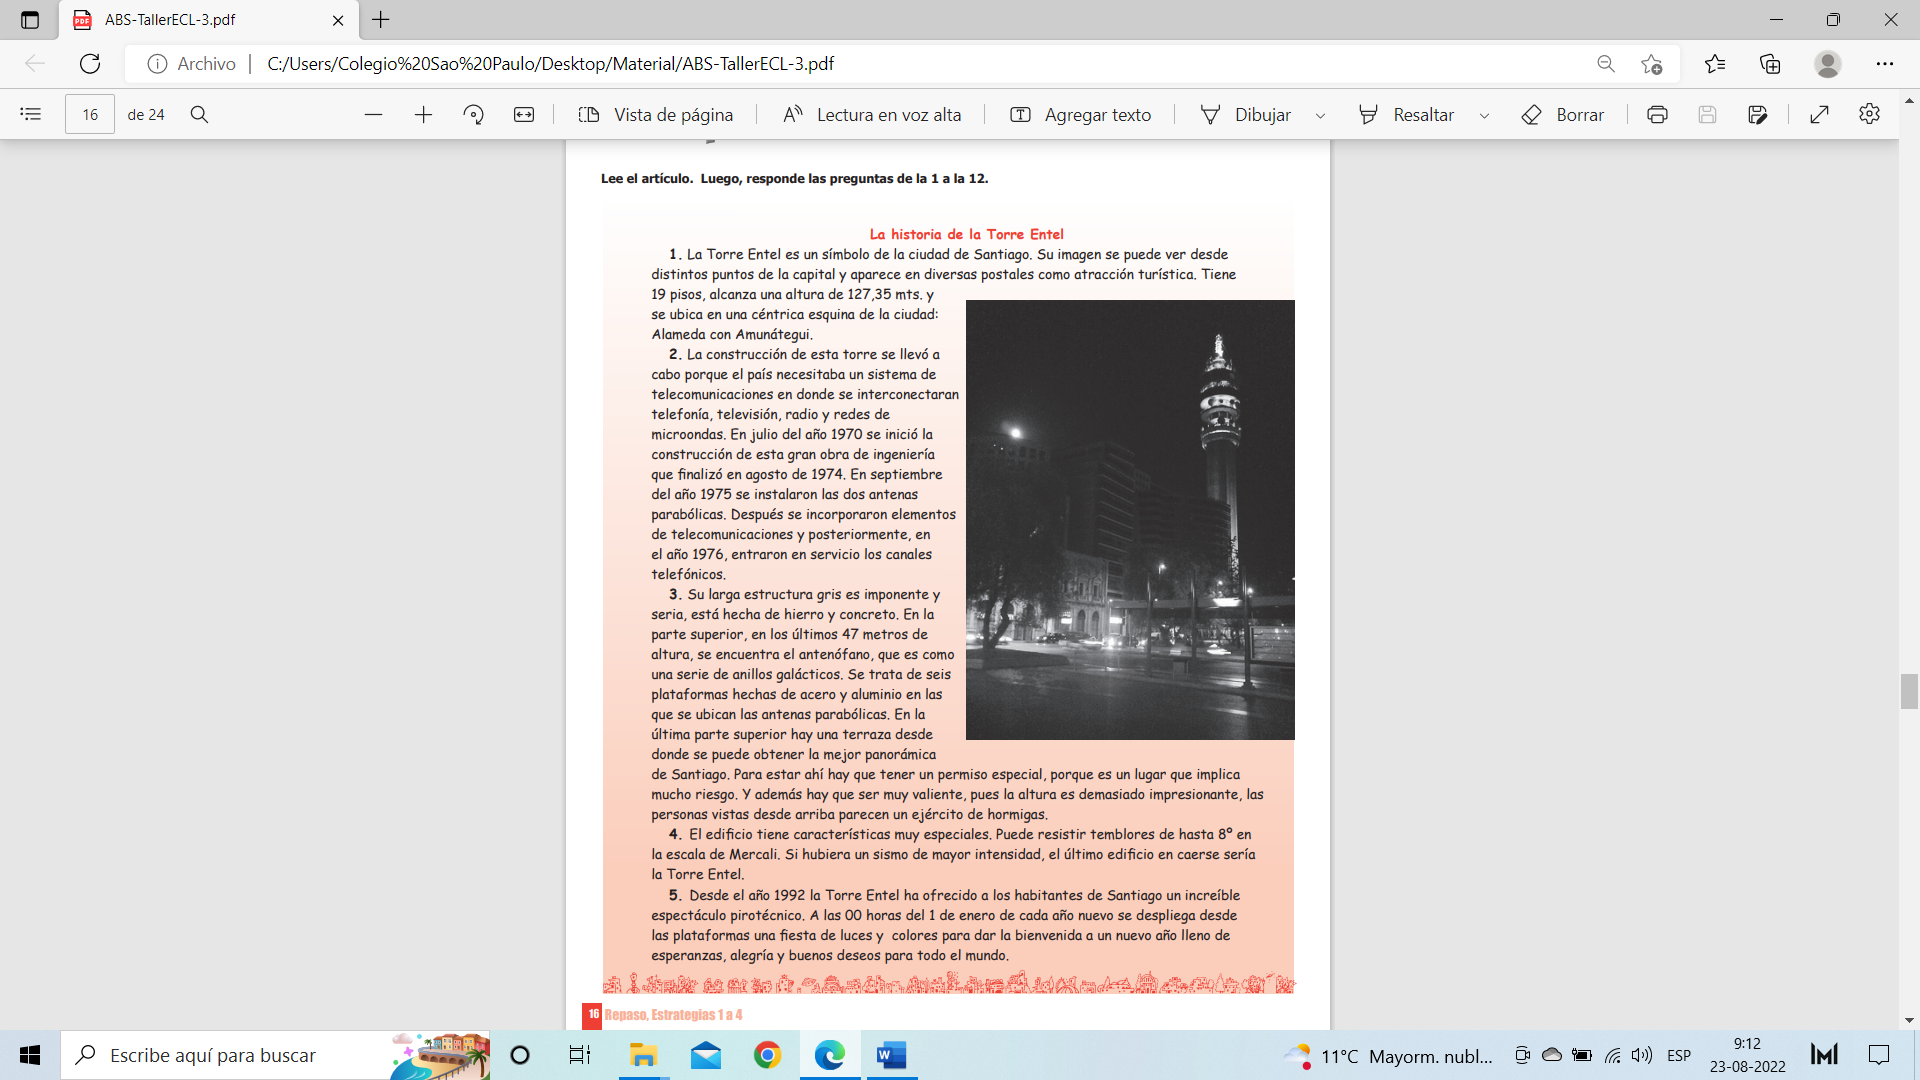 ABS-TallerECL-3.pdf
Archivo
C:/Users/Colegio%20Sao%20Paulo/Desktop/Material/ABS-TallerECL-3.pdf
16 de 24
Vista de página
Lectura en voz alta
Agregar texto
Dibujar
Resaltar
Borrar
Lee el artículo. Luego, responde las preguntas de la 1 a la 12.
La historia de la Torre Entel
1. La Torre Entel es un símbolo de la ciudad de Santiago. Su imagen se puede ver desde
distintos puntos de la capital y aparece en diversas postales como atracción turística. Tiene
19 pisos, alcanza una altura de 127,35 mts. y
se ubica en una céntrica esquina de la ciudad:
Alameda con Amunátegui.
2. La construcción de esta torre se llevó a
cabo porque el país necesitaba un sistema de
telecomunicaciones en donde se interconectaran
telefonía, televisión, radio y redes de
microondas. En julio del año 1970 se inició la
construcción de esta gran obra de ingeniería
que finalizó en agosto de 1974. En septiembre
del año 1975 se instalaron las dos antenas
parabólicas. Después se incorporaron elementos
de telecomunicaciones y posteriormente, en
el año 1976, entraron en servicio los canales
telefónicos.
3. Su larga estructura gris es imponente y
seria, está hecha de hierro y concreto. En la
parte superior, en los últimos 47 metros de
altura, se encuentra el antenófano, que es como
una serie de anillos galácticos. Se trata de seis
plataformas hechas de acero y aluminio en las
que se ubican las antenas parabólicas. En la
última parte superior hay una terraza desde
donde se puede obtener la mejor panorámica
de Santiago. Para estar ahí hay que tener un permiso especial, porque es un lugar que implica
mucho riesgo. Y además hay que ser muy valiente, pues la altura es demasiado impresionante, las
personas vistas desde arriba parecen un ejército de hormigas.
4. El edificio tiene características muy especiales. Puede resistir temblores de hasta 8° en
la escala de Mercali. Si hubiera un sismo de mayor intensidad, el último edificio en caerse sería
la Torre Entel.
5. Desde el año 1992 la Torre Entel ha ofrecido a los habitantes de Santiago un increíble
espectáculo pirotécnico. A las 00 horas del 1 de enero de cada año nuevo se despliega desde
las plataformas una fiesta de luces y colores para dar la bienvenida a un nuevo año lleno de
esperanzas, alegría y buenos deseos para todo el mundo.
16 Repaso, Estrategias 1 a 4
Escribe aquí para buscar
11°C Mayorm. nubl...
ESP
9:12
23-08-2022